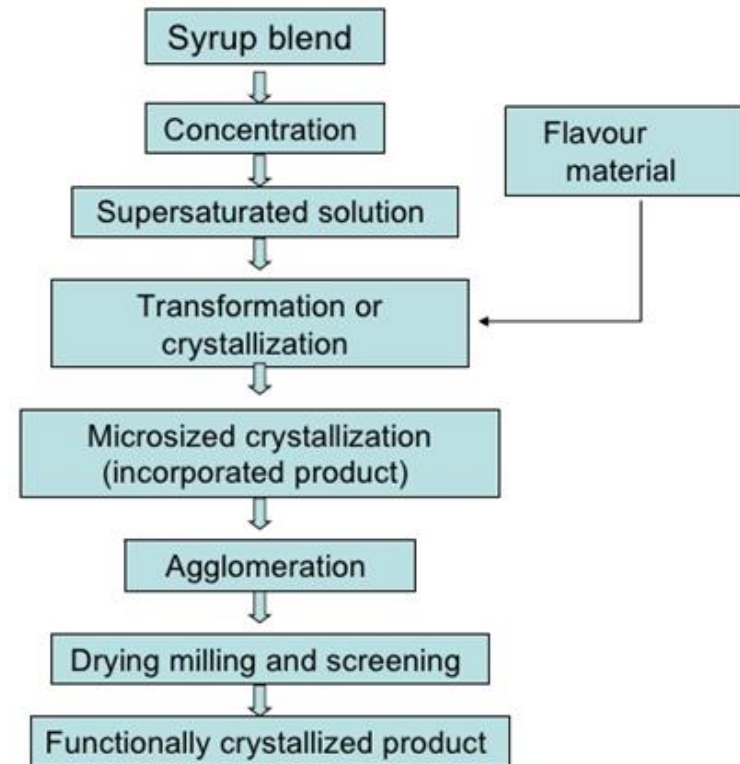 Syrup blend
Concentration
Flavour
material
Supersaturated solution
Transformation or
crystallization
Microsized crystallization
(incorporated product)
Agglomeration
Drying milling and screening
Functionally crystallized product